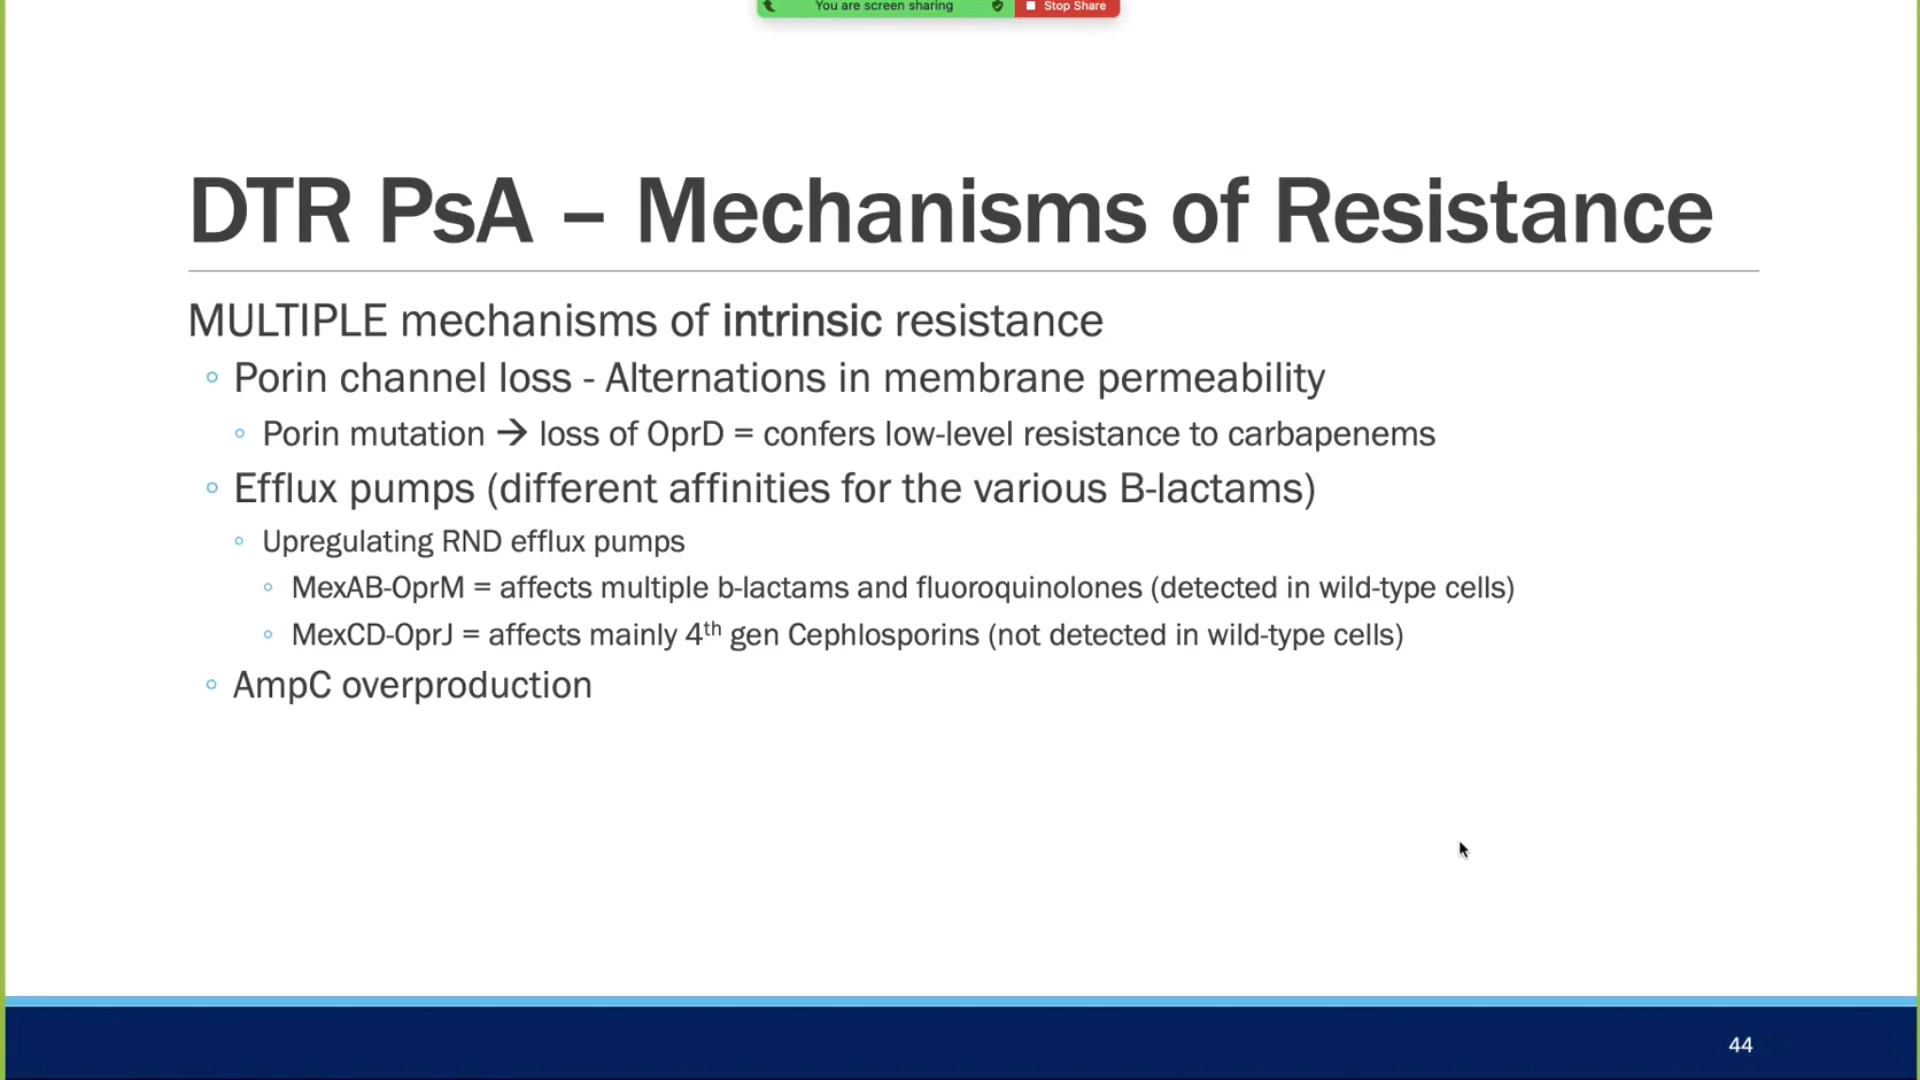 You are screen sharing Stop Share
DTR PsA – Mechanisms of Resistance
MULTIPLE mechanisms of intrinsic resistance
◦ Porin channel loss - Alternations in membrane permeability
◦ Porin mutation → loss of OprD = confers low-level resistance to carbapenems
◦ Efflux pumps (different affinities for the various B-lactams)
◦ Upregulating RND efflux pumps
◦ MexAB-OprM = affects multiple b-lactams and fluoroquinolones (detected in wild-type cells)
◦ MexCD-OprJ = affects mainly 4th gen Cephlosporins (not detected in wild-type cells)
◦ AmpC overproduction
44